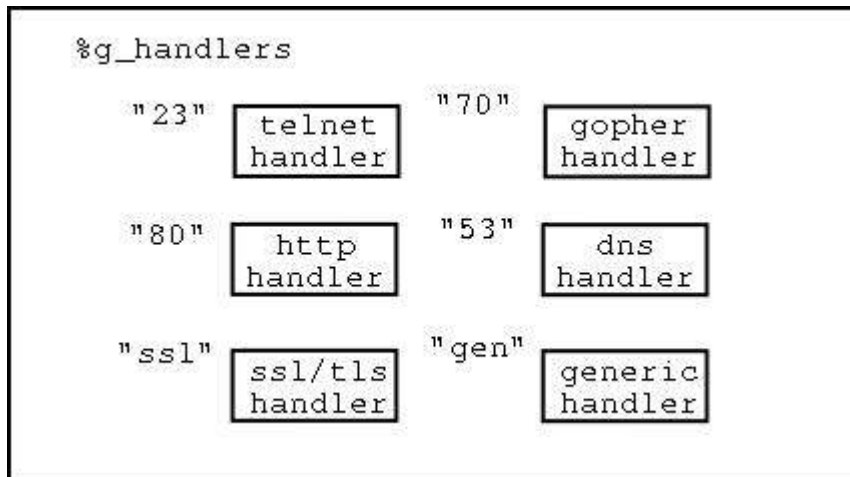 %g_handlers
"23" telnet handler
"70" gopher handler
"80" http handler
"53" dns handler
"ssl" ssl/tls handler
"gen" generic handler